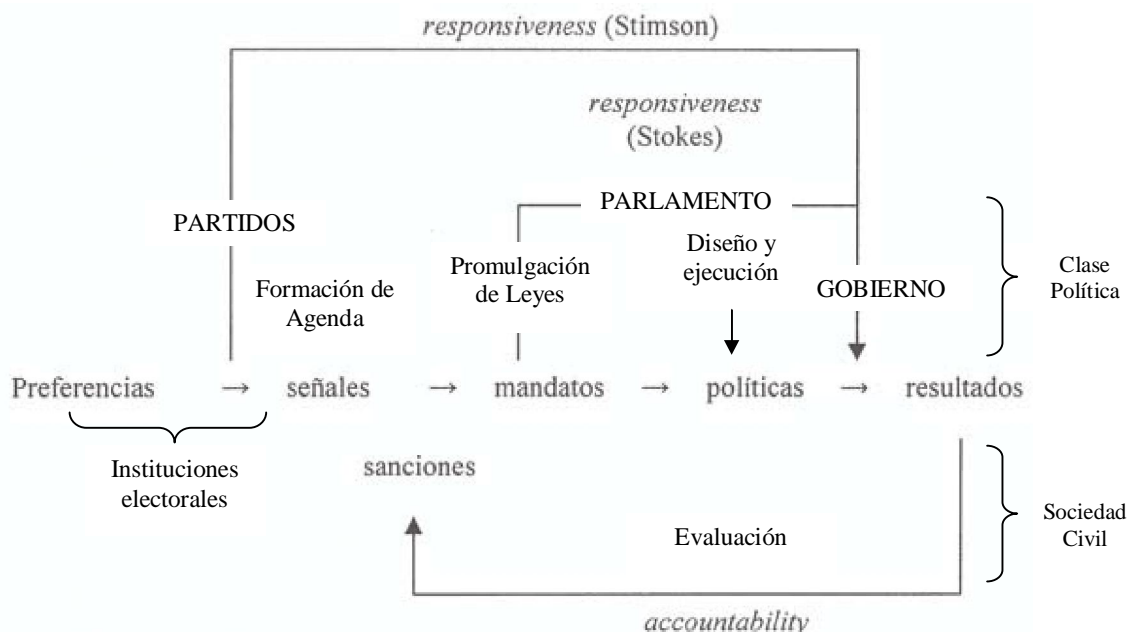 responsiveness (Stimson)
responsiveness
(Stokes)
PARTIDOS
PARLAMENTO
Diseño y
ejecución
Promulgación
de Leyes
Formación de
Agenda
GOBIERNO
Clase
Política
Preferencias → señales → mandatos → políticas → resultados
Instituciones
electorales
sanciones
Evaluación
Sociedad
Civil
accountability